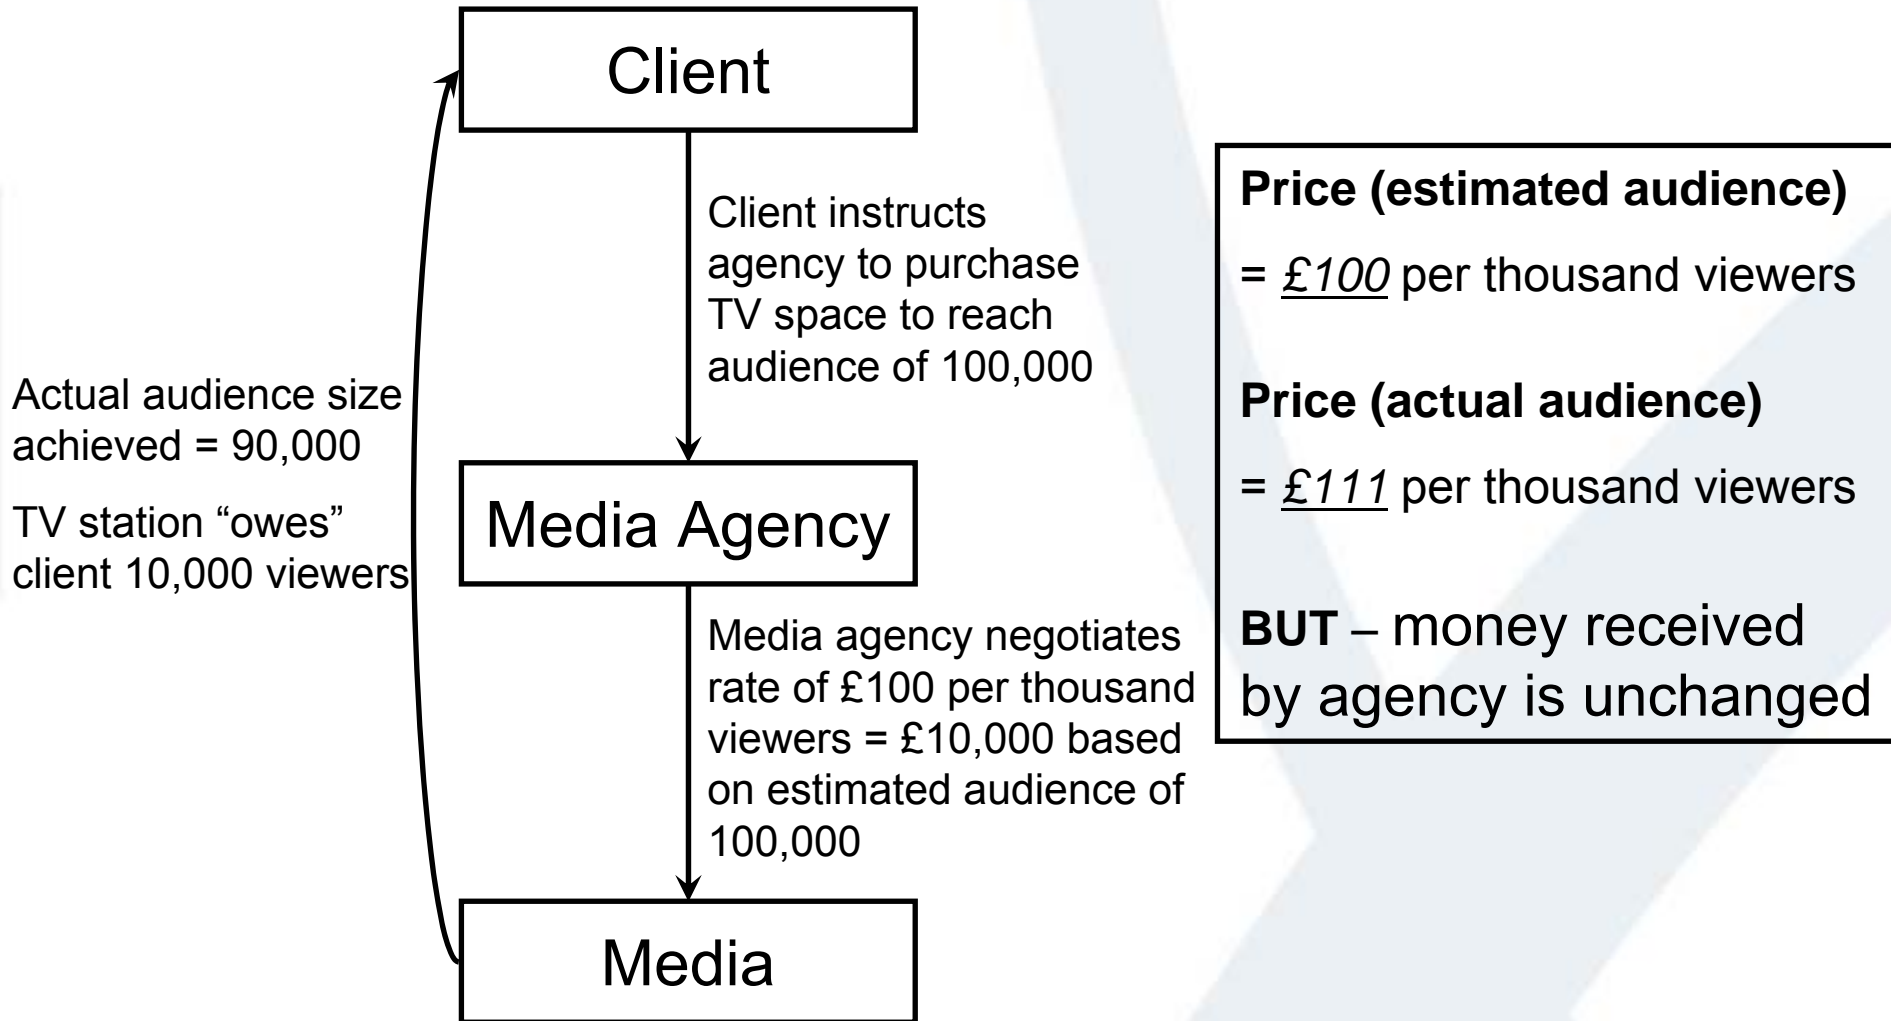 Client
Client instructs
agency to purchase
TV space to reach
audience of 100,000
Actual audience size
achieved = 90,000
TV station “owes”
client 10,000 viewers
Media Agency
Media agency negotiates
rate of £100 per thousand
viewers = £10,000 based
on estimated audience of
100,000
Media
Price (estimated audience)
= £100 per thousand viewers
Price (actual audience)
= £111 per thousand viewers
BUT – money received
by agency is unchanged